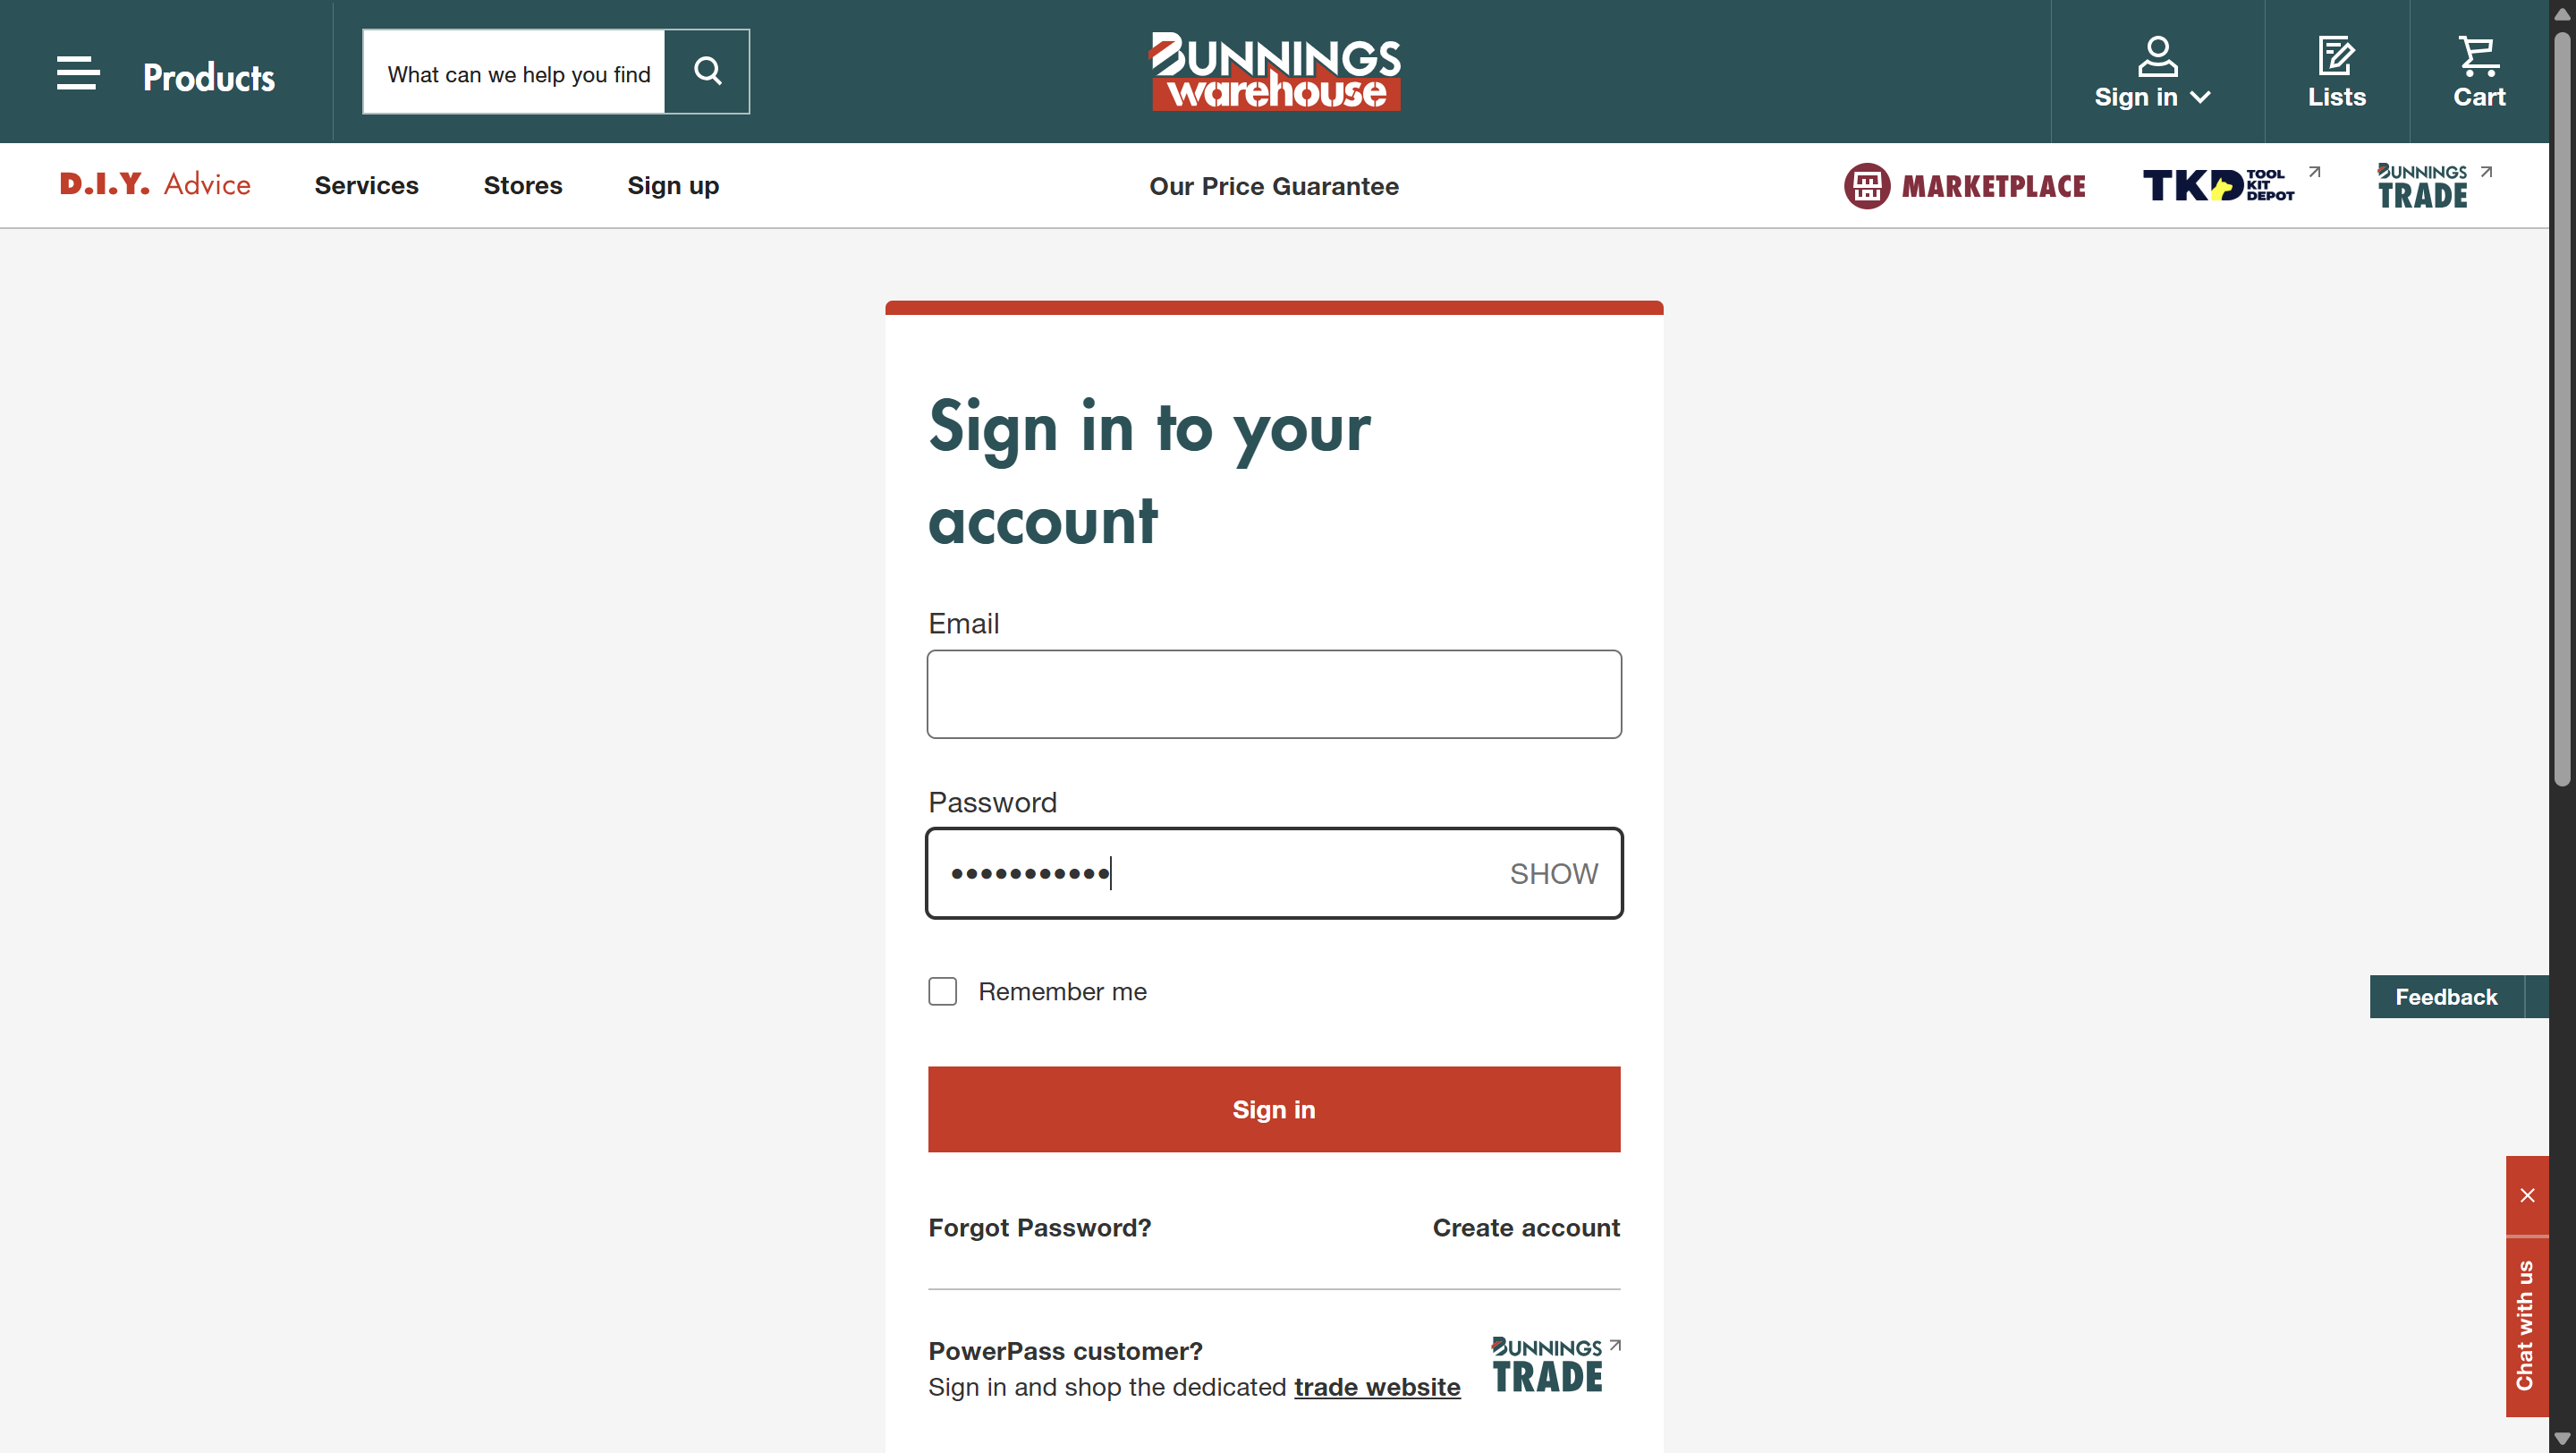 Products
What can we help you find
BUNNINGS
warehouse
Sign in
Lists
Cart
D.I.Y. Advice
Services
Stores
Sign up
Our Price Guarantee
MARKETPLACE
TKD TOOL KIT DEPOT
BUNNINGS
TRADE
Sign in to your
account
Email
Password
•••••••••••
SHOW
Remember me
Feedback
Sign in
Forgot Password?
Create account
Chat with us
PowerPass customer?
Sign in and shop the dedicated trade website
BUNNINGS
TRADE